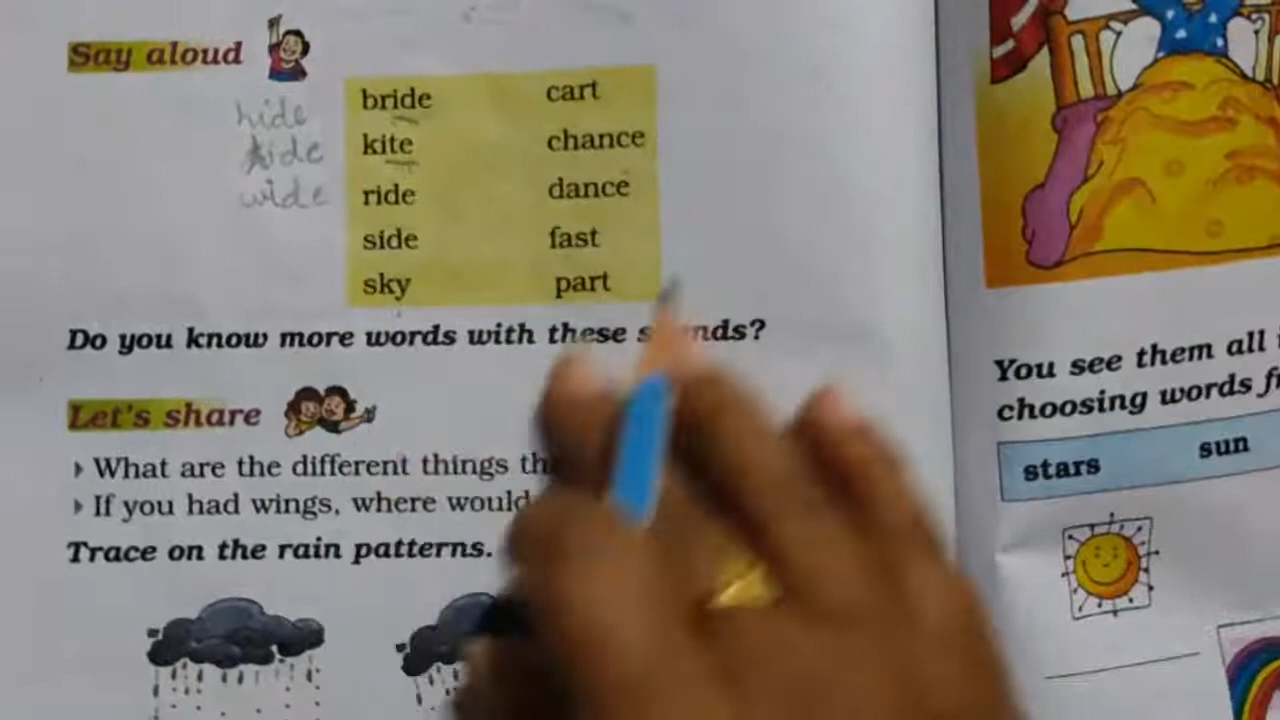 Say aloud
hide
wide
bride cart
kite chance
ride dance
side fast
sky part
Do you know more words with these
Let's share
▸ What are the different things
▸ If you had wings, where would
Trace on the rain patterns.
You see them all
choosing words
stars sun